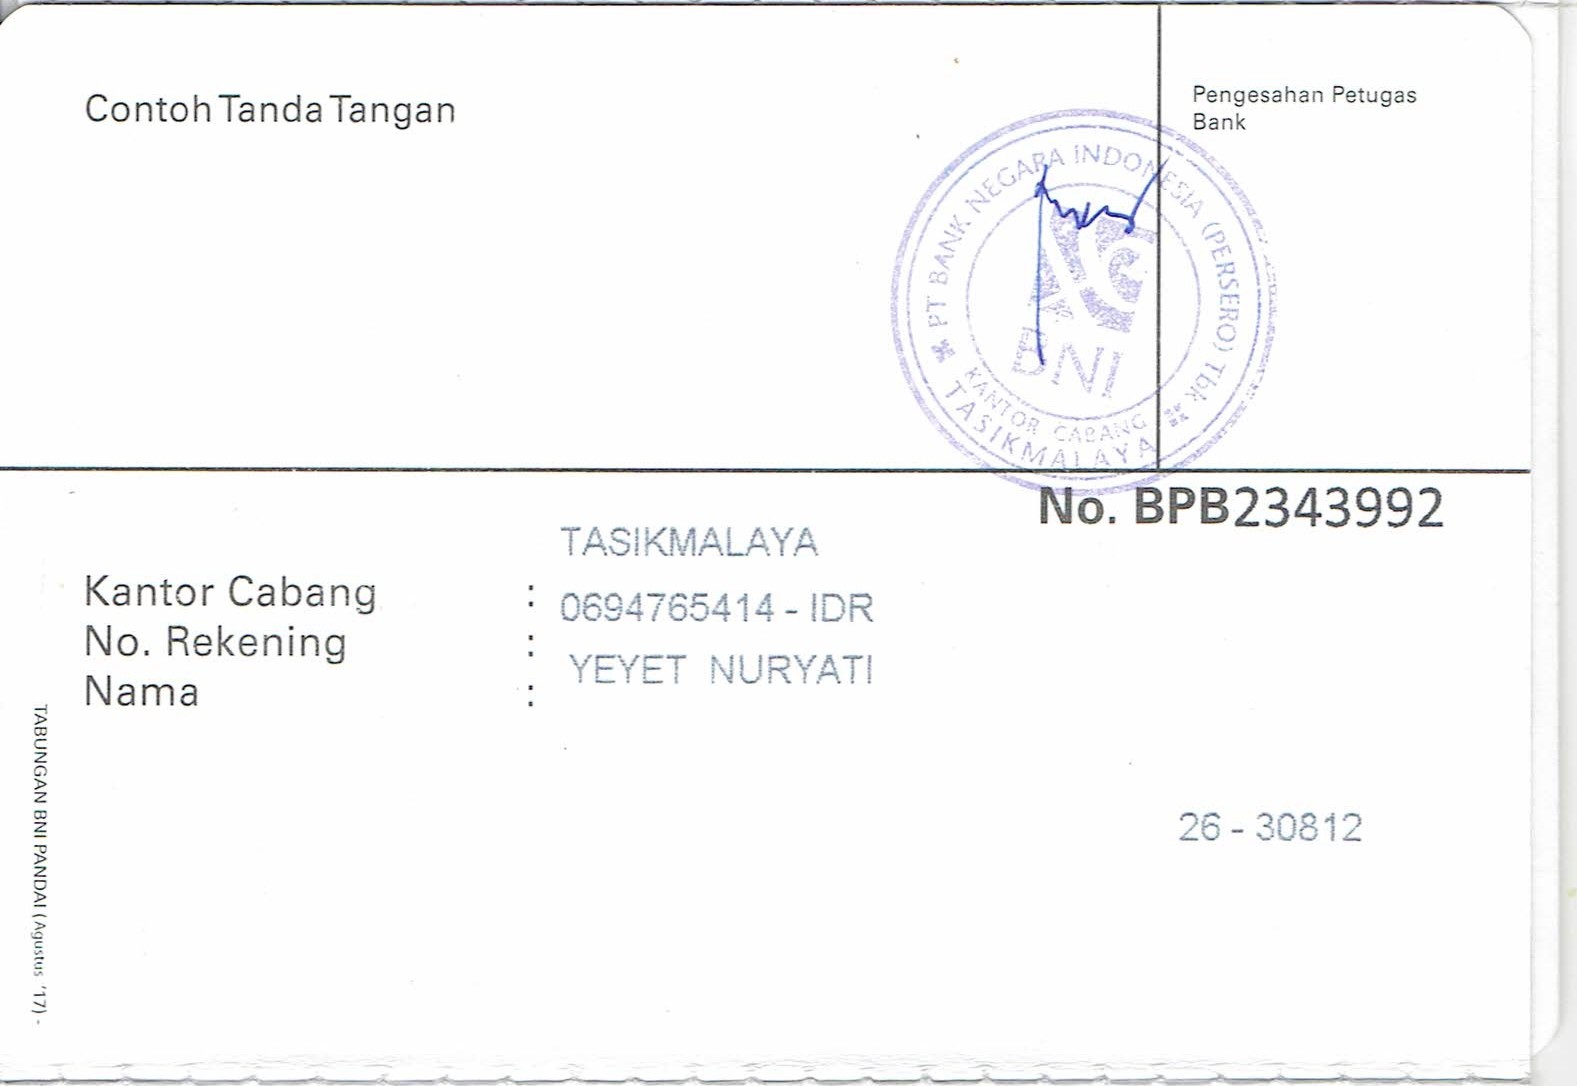 Contoh Tanda Tangan
Pengesahan Petugas
Bank
PT BANK NEGARA INDONESIA (PERSERO) Tbk
BNI
KANTOR CABANG
TASIKMALAYA
No. BPB2343992
TASIKMALAYA
Kantor Cabang :
0694765414 - IDR
No. Rekening :
YEYET NURYATI
Nama :
26 - 30812
TABUNGAN BNI PANDAI (Agustus '17) -